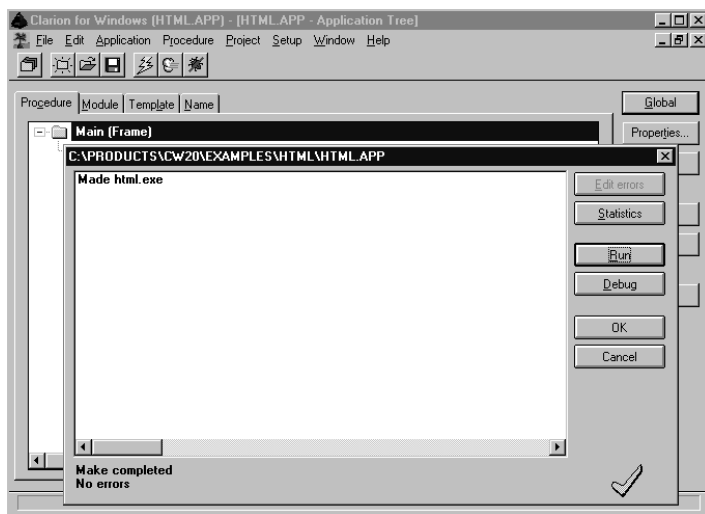 Clarion for Windows (HTML.APP) - [HTML.APP - Application Tree]
File Edit Application Procedure Project Setup Window Help
Procedure Module Template Name
Global
Main (Frame)
Properties...
C:\PRODUCTS\CW20\EXAMPLES\HTML\HTML.APP
Made html.exe
Edit errors
Statistics
Run
Debug
OK
Cancel
Make completed
No errors